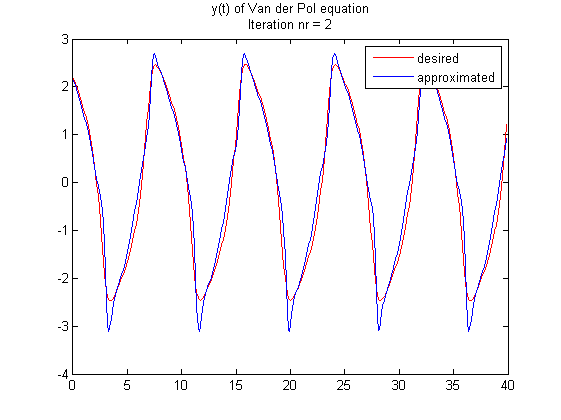 y(t) of Van der Pol equation
Iteration nr = 2
desired
approximated
3
2
1
0
-1
-2
-3
-4
0 5 10 15 20 25 30 35 40